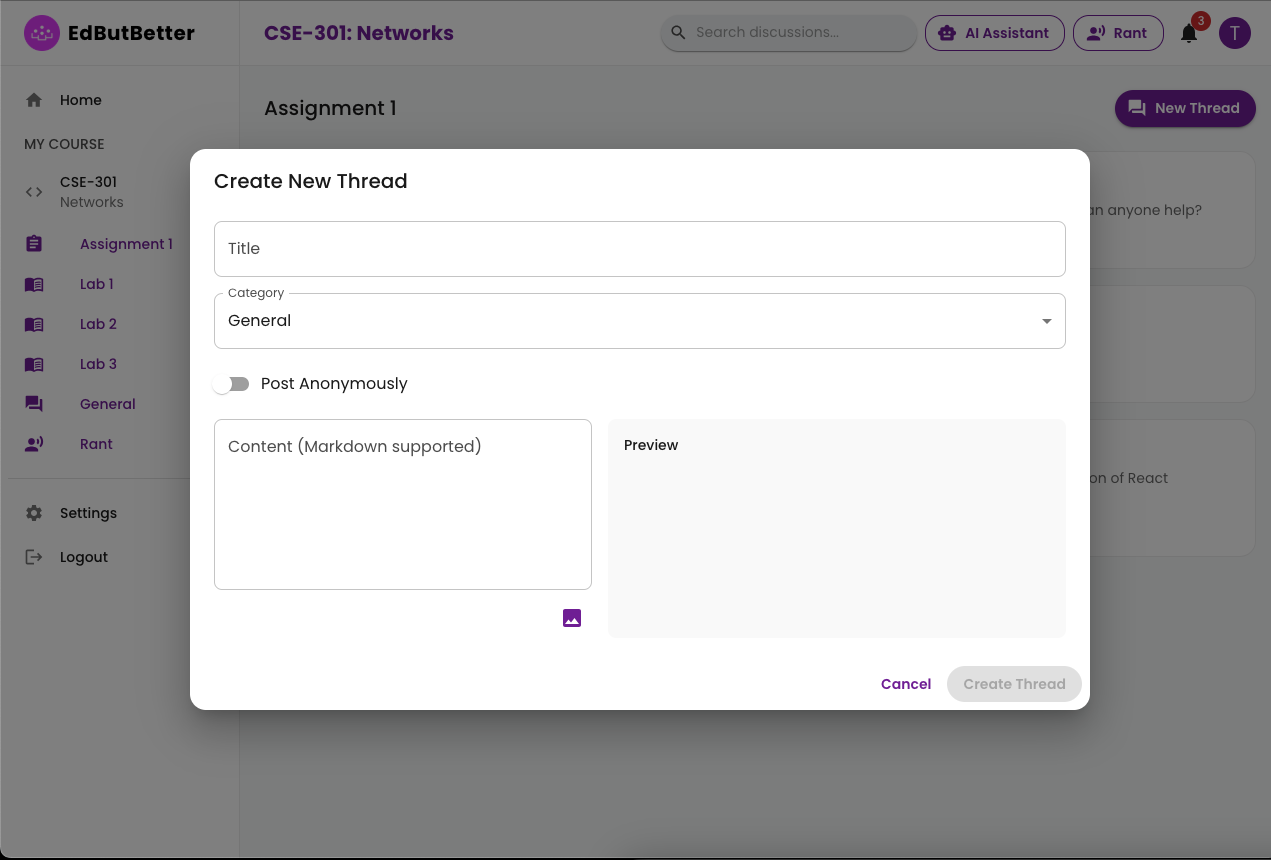 EdButBetter
CSE-301: Networks
Search discussions...
AI Assistant
Rant
3
T
Home
MY COURSE
CSE-301
Networks
Assignment 1
Lab 1
Lab 2
Lab 3
General
Rant
Settings
Logout
Assignment 1
New Thread
an anyone help?
on of React
Create New Thread
Title
Category
General
Post Anonymously
Content (Markdown supported)
Preview
Cancel
Create Thread